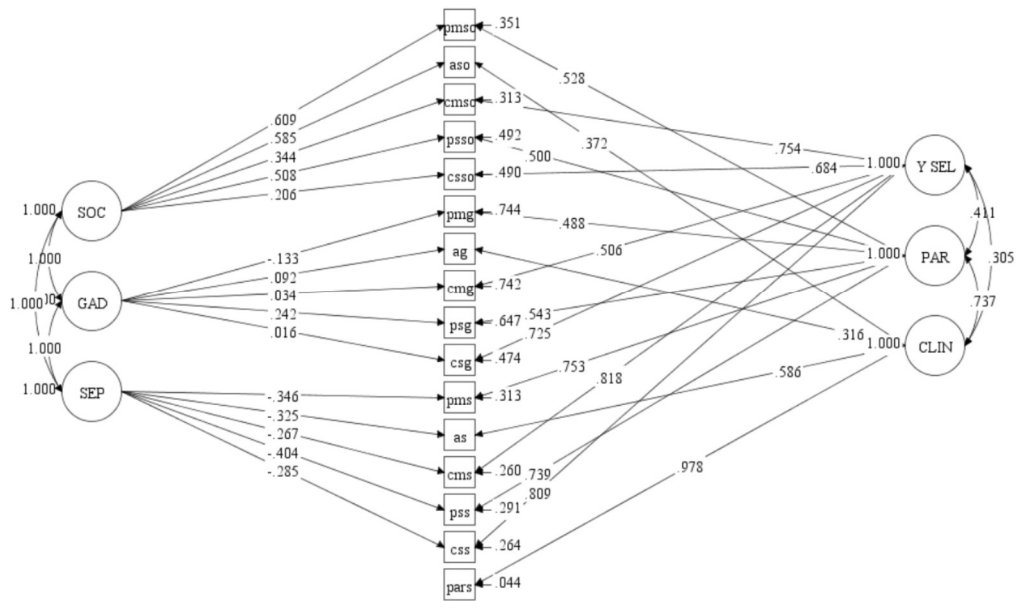 pmso
.351
aso
cmso
.313
psso
.492
csso
.490
pmg
.744
ag
cmg
.742
psg
.647
csg
.474
pms
.313
as
cms
.260
pss
.291
css
.264
pars
.044
.609
.585
.344
.508
.206
-.133
.092
.034
.242
.016
-.346
-.325
-.267
-.404
-.285
1.000
SOC
1.000
1.000
GAD
1.000
1.000
SEP
.528
.372
.754
.500
.684
.488
.506
.543
.725
.316
.753
.586
.818
.739
.809
.978
1.000
Y SEL
.411
1.000
PAR
.305
.737
1.000
CLIN